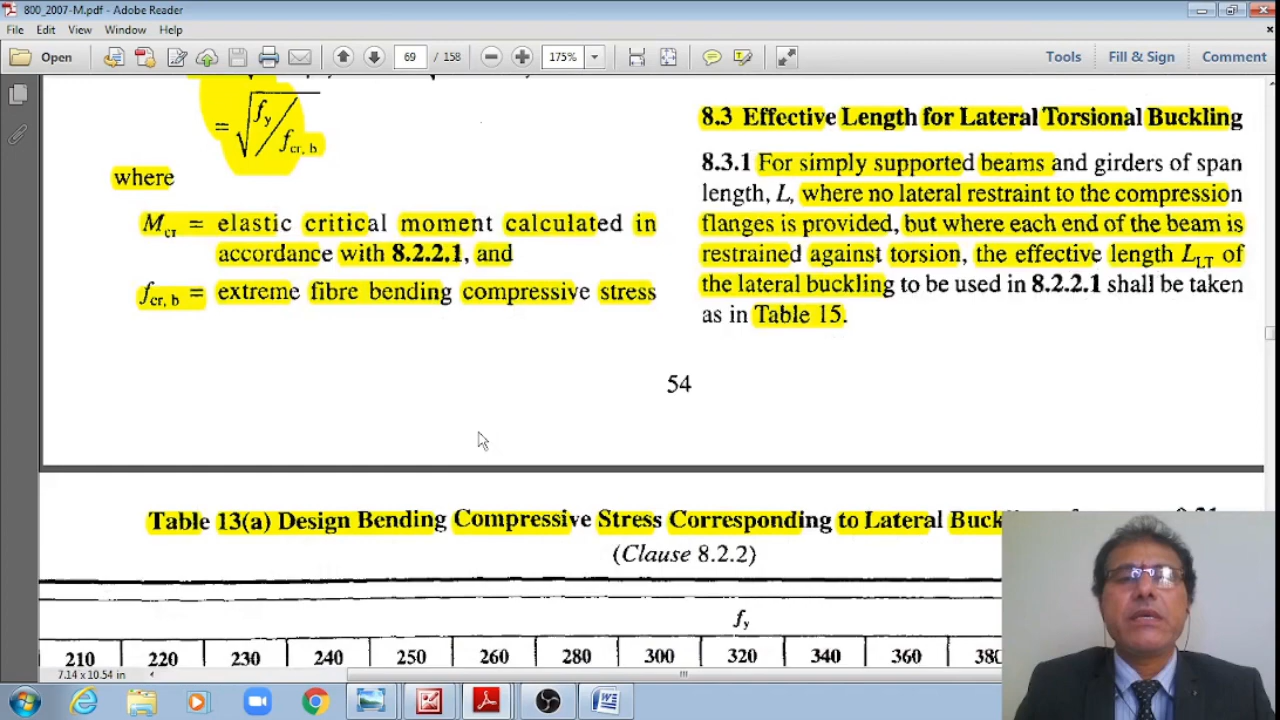 800_2007-M.pdf - Adobe Reader
File Edit View Window Help
Open 69 / 158 175% Tools Fill & Sign Comment
= √ f_y / f_cr, b
where
M_cr = elastic critical moment calculated in
accordance with 8.2.2.1, and
f_cr, b = extreme fibre bending compressive stress
8.3 Effective Length for Lateral Torsional Buckling
8.3.1 For simply supported beams and girders of span
length, L, where no lateral restraint to the compression
flanges is provided, but where each end of the beam is
restrained against torsion, the effective length L_LT of
the lateral buckling to be used in 8.2.2.1 shall be taken
as in Table 15.
54
Table 13(a) Design Bending Compressive Stress Corresponding to Lateral
(Clause 8.2.2)
f_y
210 220 230 240 250 260 280 300 320 340 360
7.14 x 10.54 in